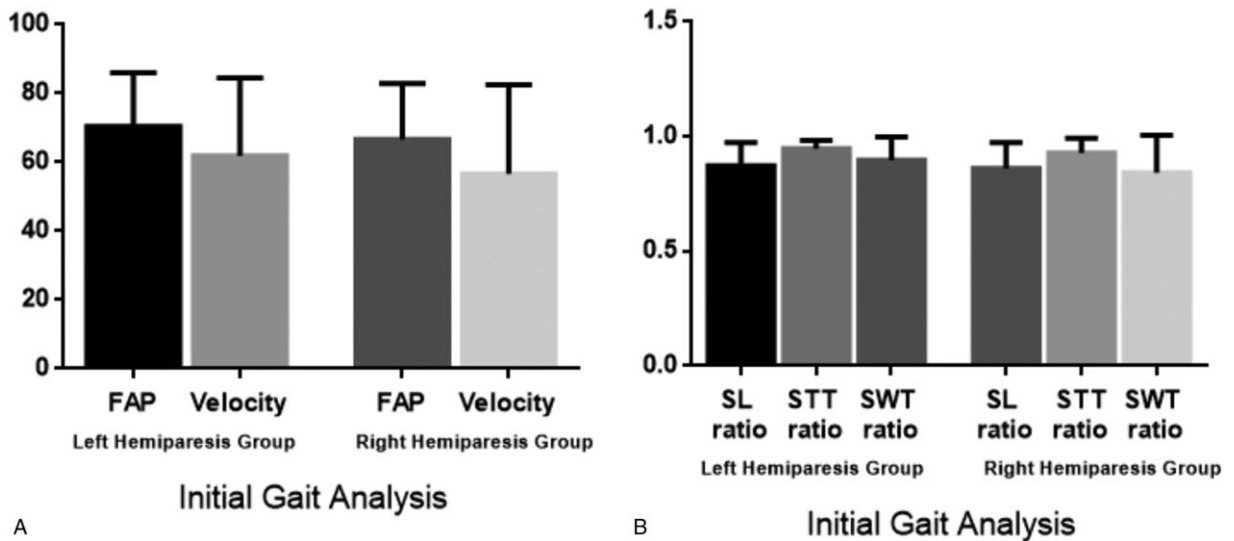 100
80
60
40
20
0
FAP Velocity FAP Velocity
Left Hemiparesis Group Right Hemiparesis Group
Initial Gait Analysis
A
1.5
1.0
0.5
0.0
SL ratio STT ratio SWT ratio SL ratio STT ratio SWT ratio
Left Hemiparesis Group Right Hemiparesis Group
Initial Gait Analysis
B